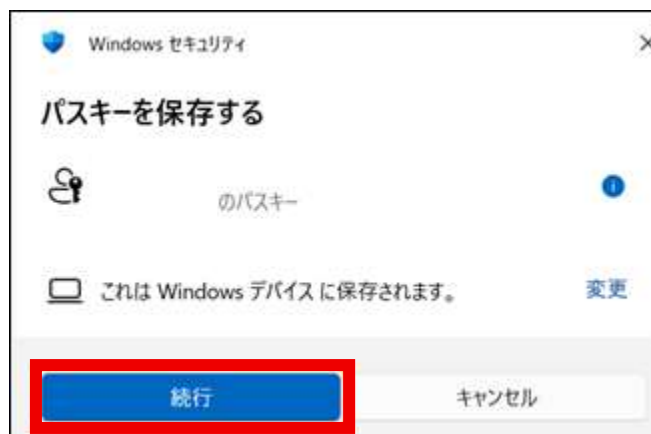 Windows セキュリティ
パスキーを保存する
のパスキー
これは Windows デバイス に保存されます。 変更
続行 キャンセル